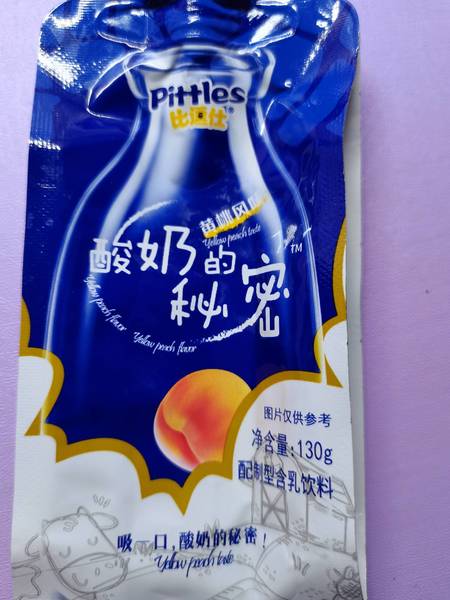 Pittles
比遇仕®
黄桃风味
Yellow peach taste
酸奶的
秘密
TM
Yellow peach flavor
Yellow peach flavor
图片仅供参考
净含量:130g
配制型含乳饮料
吸一口,酸奶的秘密!
Yellow peach taste